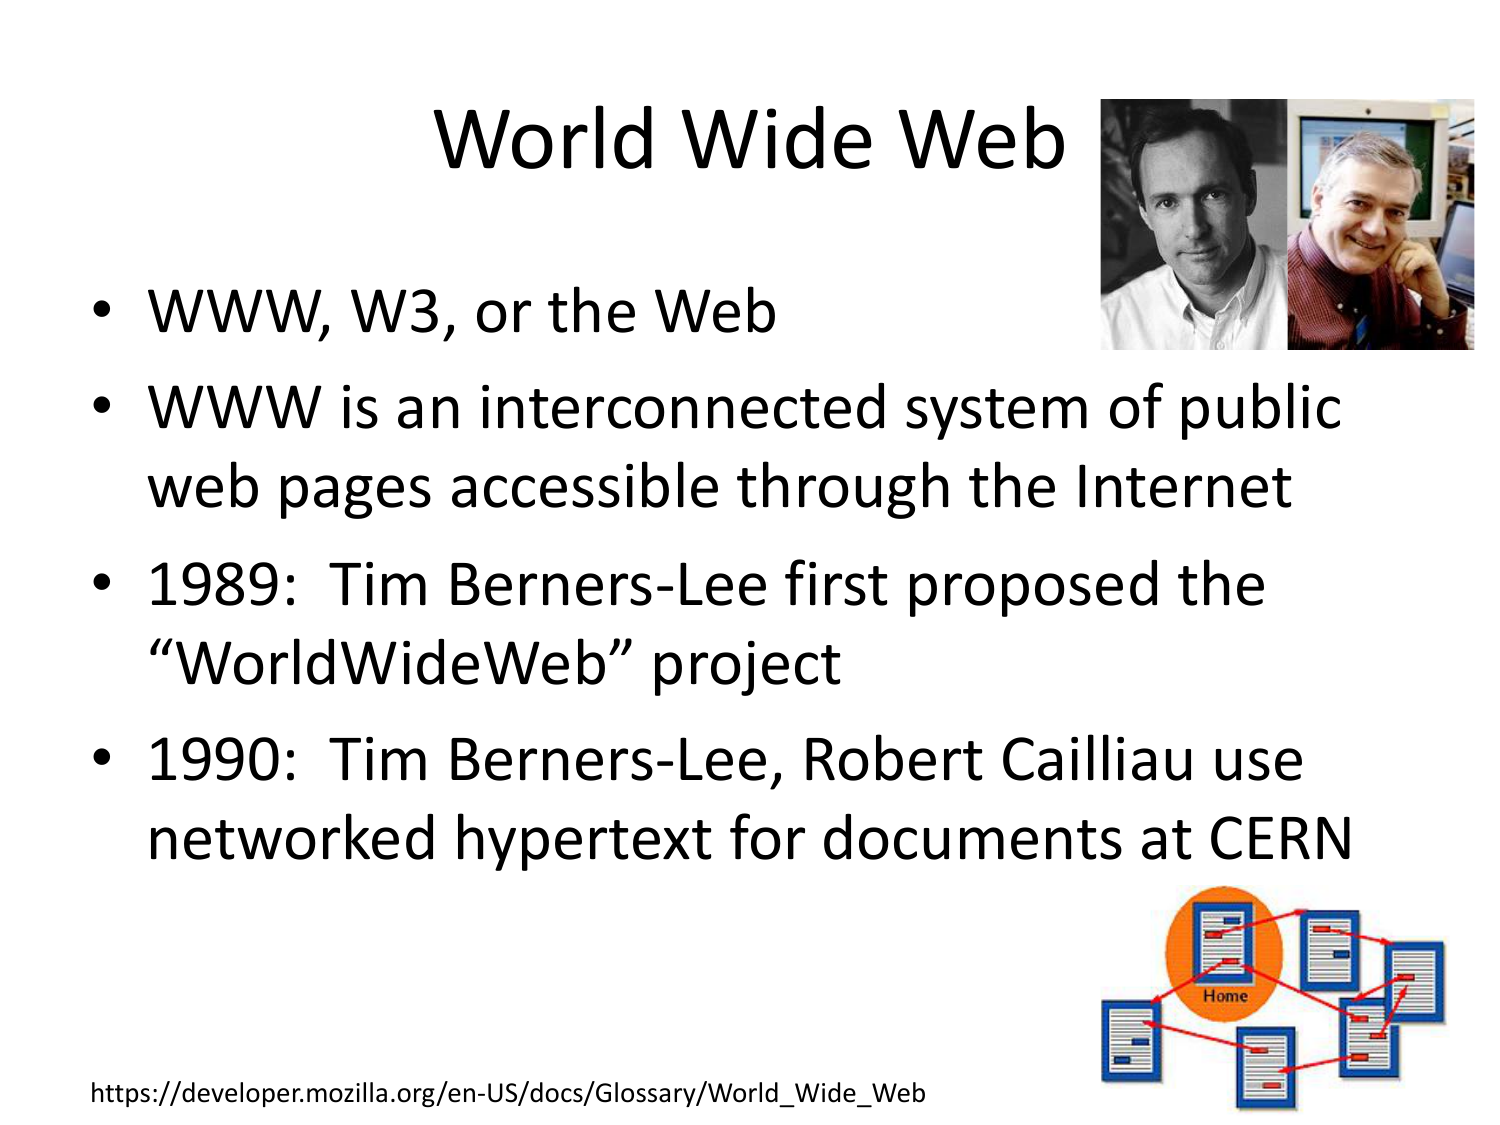 World Wide Web
• WWW, W3, or the Web
• WWW is an interconnected system of public
web pages accessible through the Internet
• 1989:  Tim Berners-Lee first proposed the
“WorldWideWeb” project
• 1990:  Tim Berners-Lee, Robert Cailliau use
networked hypertext for documents at CERN
Home
https://developer.mozilla.org/en-US/docs/Glossary/World_Wide_Web